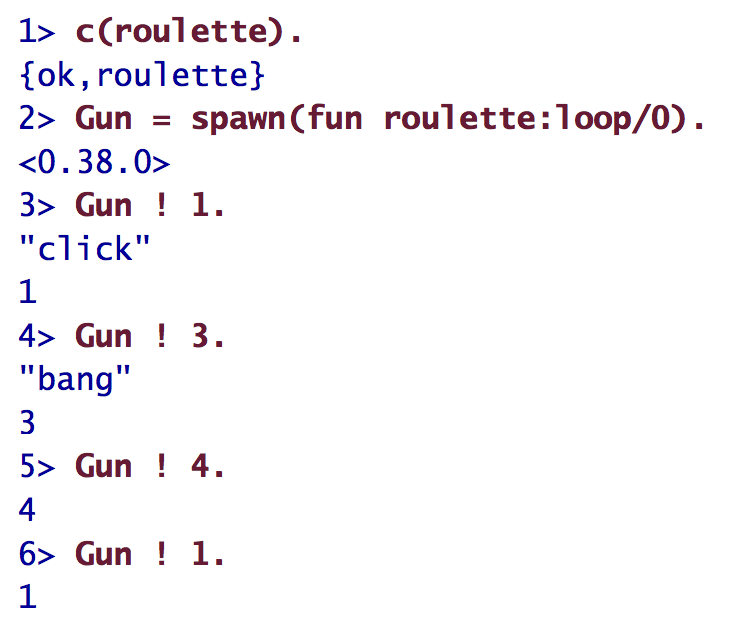 1> c(roulette).
{ok,roulette}
2> Gun = spawn(fun roulette:loop/0).
<0.38.0>
3> Gun ! 1.
"click"
1
4> Gun ! 3.
"bang"
3
5> Gun ! 4.
4
6> Gun ! 1.
1